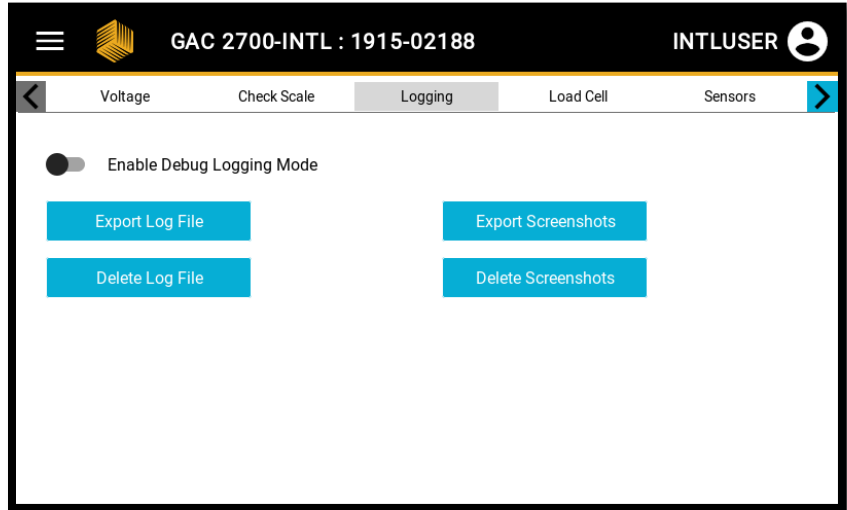 GAC 2700-INTL : 1915-02188 INTLUSER
Voltage Check Scale Logging Load Cell Sensors
Enable Debug Logging Mode
Export Log File Export Screenshots
Delete Log File Delete Screenshots